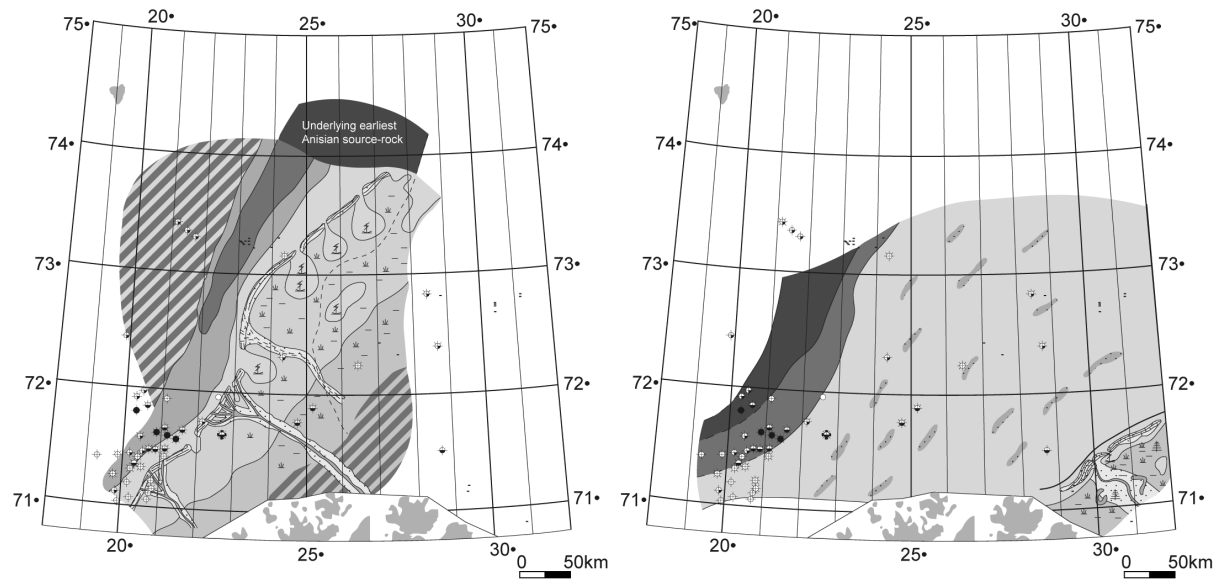 75• 20• 25• 30• 75•
Underlying earliest
Anisian source-rock
74• 74•
73• 73•
72• 72•
71• 71•
20• 25• 30•
0 50km
75• 20• 25• 30• 75•
74• 74•
73• 73•
72• 72•
71• 71•
20• 25• 30•
0 50km